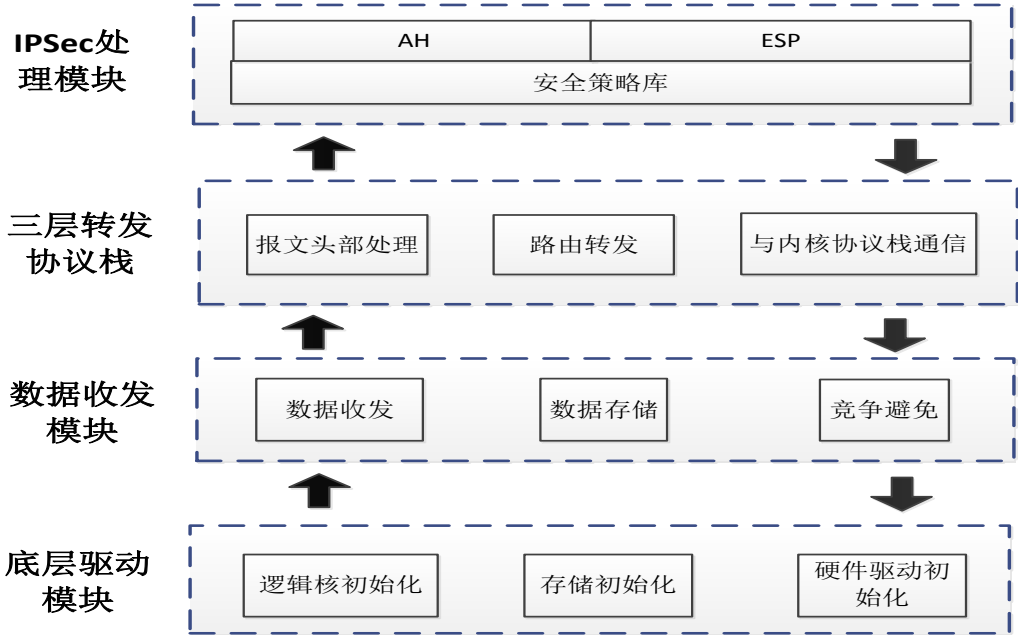 IPSec处
理模块
AH
ESP
安全策略库
三层转发
协议栈
报文头部处理
路由转发
与内核协议栈通信
数据收发
模块
数据收发
数据存储
竞争避免
底层驱动
模块
逻辑核初始化
存储初始化
硬件驱动初
始化